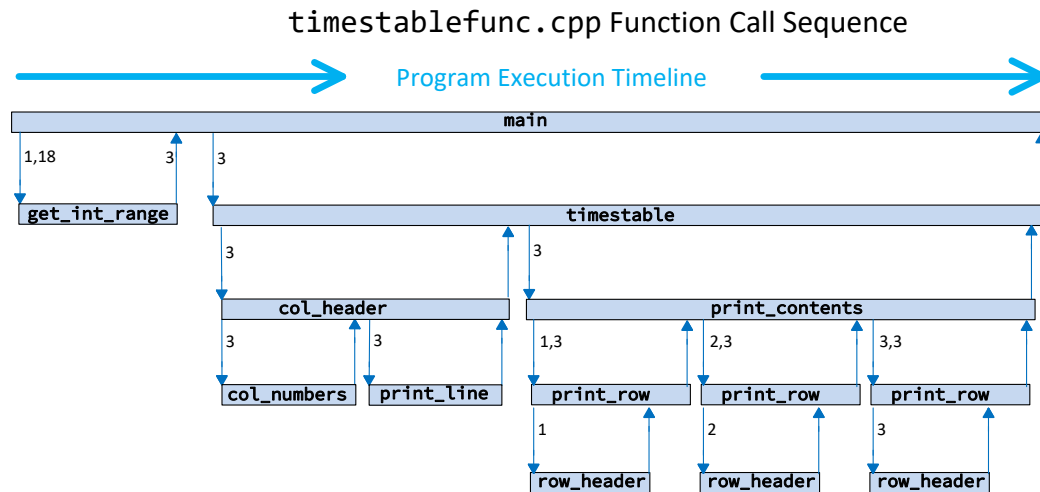 timestablefunc.cpp Function Call Sequence
Program Execution Timeline
main
1,18 3 3
get_int_range timestable
3 3
col_header print_contents
3 3 1,3 2,3 3,3
col_numbers print_line print_row print_row print_row
1 2 3
row_header row_header row_header